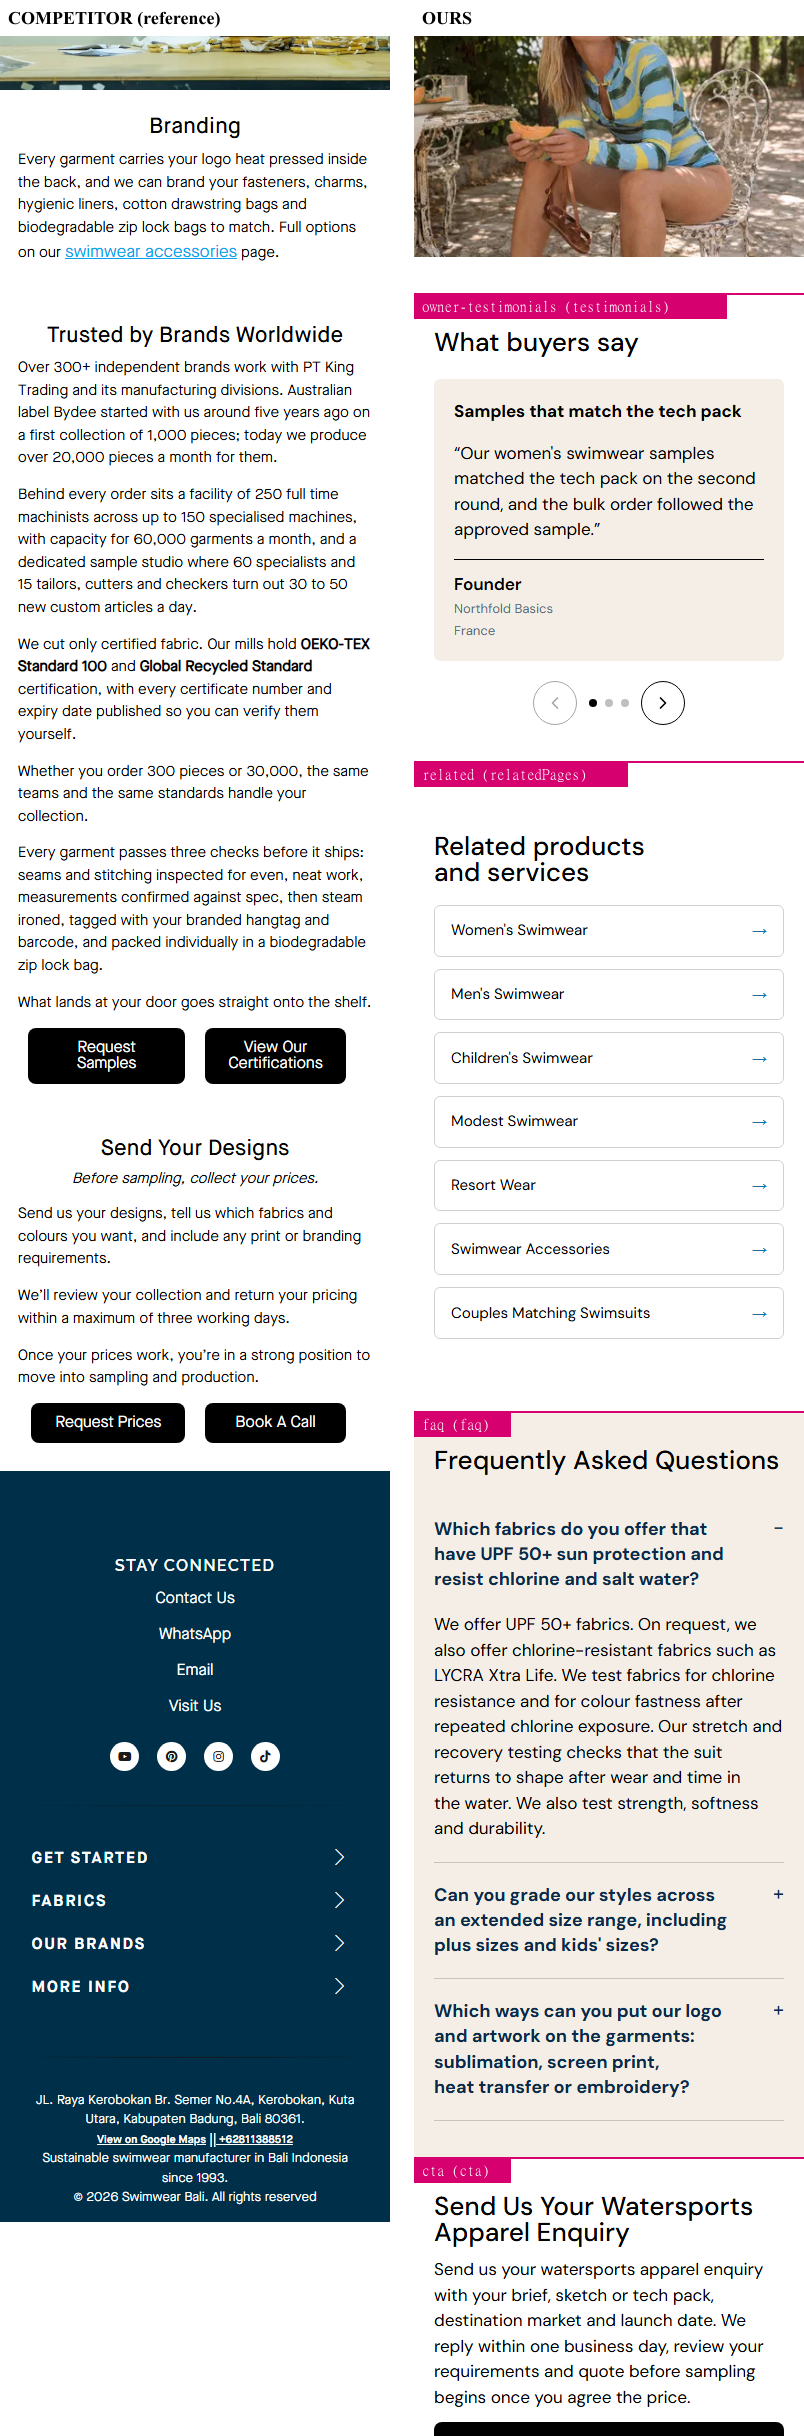 COMPETITOR (reference)
Branding
Every garment carries your logo heat pressed inside
the back, and we can brand your fasteners, charms,
hygienic liners, cotton drawstring bags and
biodegradable zip lock bags to match. Full options
on our swimwear accessories page.
Trusted by Brands Worldwide
Over 300+ independent brands work with PT King
Trading and its manufacturing divisions. Australian
label Bydee started with us around five years ago on
a first collection of 1,000 pieces; today we produce
over 20,000 pieces a month for them.
Behind every order sits a facility of 250 full time
machinists across up to 150 specialised machines,
with capacity for 60,000 garments a month, and a
dedicated sample studio where 60 specialists and
15 tailors, cutters and checkers turn out 30 to 50
new custom articles a day.
We cut only certified fabric. Our mills hold OEKO-TEX
Standard 100 and Global Recycled Standard
certification, with every certificate number and
expiry date published so you can verify them
yourself.
Whether you order 300 pieces or 30,000, the same
teams and the same standards handle your
collection.
Every garment passes three checks before it ships:
seams and stitching inspected for even, neat work,
measurements confirmed against spec, then steam
ironed, tagged with your branded hangtag and
barcode, and packed individually in a biodegradable
zip lock bag.
What lands at your door goes straight onto the shelf.
Request
Samples
View Our
Certifications
Send Your Designs
Before sampling, collect your prices.
Send us your designs, tell us which fabrics and
colours you want, and include any print or branding
requirements.
We'll review your collection and return your pricing
within a maximum of three working days.
Once your prices work, you're in a strong position to
move into sampling and production.
Request Prices
Book A Call
STAY CONNECTED
Contact Us
WhatsApp
Email
Visit Us
GET STARTED
FABRICS
OUR BRANDS
MORE INFO
JL. Raya Kerobokan Br. Semer No.4A, Kerobokan, Kuta
Utara, Kabupaten Badung, Bali 80361.
View on Google Maps || +62811388512
Sustainable swimwear manufacturer in Bali Indonesia
since 1993.
© 2026 Swimwear Bali. All rights reserved
OURS
owner-testimonials (testimonials)
What buyers say
Samples that match the tech pack
“Our women's swimwear samples
matched the tech pack on the second
round, and the bulk order followed the
approved sample.”
Founder
Northfold Basics
France
related (relatedPages)
Related products
and services
Women's Swimwear →
Men's Swimwear →
Children's Swimwear →
Modest Swimwear →
Resort Wear →
Swimwear Accessories →
Couples Matching Swimsuits →
faq (faq)
Frequently Asked Questions
Which fabrics do you offer that −
have UPF 50+ sun protection and
resist chlorine and salt water?
We offer UPF 50+ fabrics. On request, we
also offer chlorine-resistant fabrics such as
LYCRA Xtra Life. We test fabrics for chlorine
resistance and for colour fastness after
repeated chlorine exposure. Our stretch and
recovery testing checks that the suit
returns to shape after wear and time in
the water. We also test strength, softness
and durability.
Can you grade our styles across +
an extended size range, including
plus sizes and kids' sizes?
Which ways can you put our logo +
and artwork on the garments:
sublimation, screen print,
heat transfer or embroidery?
cta (cta)
Send Us Your Watersports
Apparel Enquiry
Send us your watersports apparel enquiry
with your brief, sketch or tech pack,
destination market and launch date. We
reply within one business day, review your
requirements and quote before sampling
begins once you agree the price.